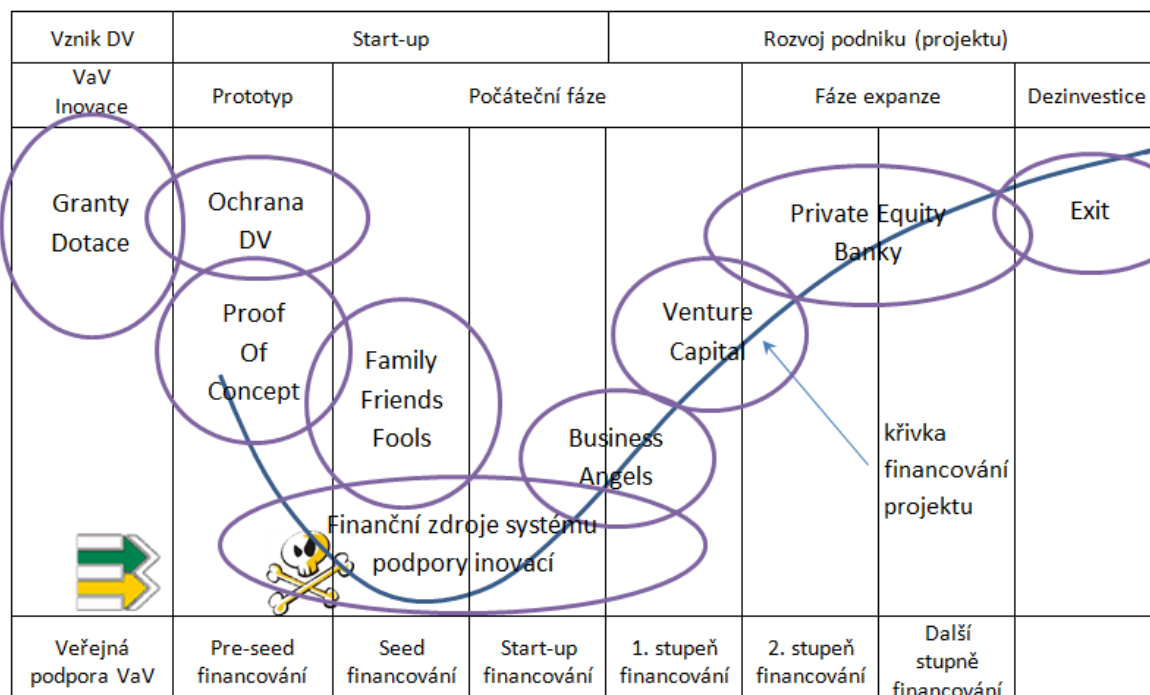 Vznik DV
Start-up
Rozvoj podniku (projektu)
VaV
Inovace
Prototyp
Počáteční fáze
Fáze expanze
Dezinvestice
Granty
Dotace
Ochrana
DV
Proof
Of
Concept
Family
Friends
Fools
Finanční zdroje systému
podpory inovací
Business
Angels
Venture
Capital
Private Equity
Banky
Exit
křivka
financování
projektu
Veřejná
podpora VaV
Pre-seed
financování
Seed
financování
Start-up
financování
1. stupeň
financování
2. stupeň
financování
Další
stupně
financování